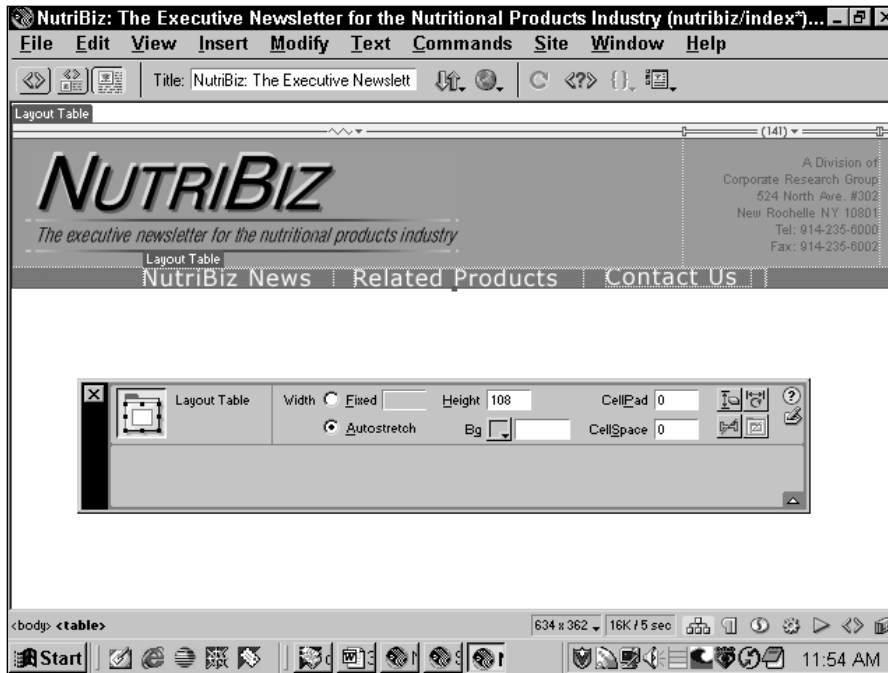 NutriBiz: The Executive Newsletter for the Nutritional Products Industry (nutribiz/index*)...
File Edit View Insert Modify Text Commands Site Window Help
Title: NutriBiz: The Executive Newslett
Layout Table
(141)
NUTRIBIZ
The executive newsletter for the nutritional products industry
A Division of
Corporate Research Group
524 North Ave. #302
New Rochelle NY 10801
Tel: 914-235-6000
Fax: 914-235-6002
Layout Table
NutriBiz News Related Products Contact Us
Layout Table Width Fixed Height 108 CellPad 0
Autostretch Bg CellSpace 0
<body> <table> 634 x 362 16K / 5 sec
Start 11:54 AM